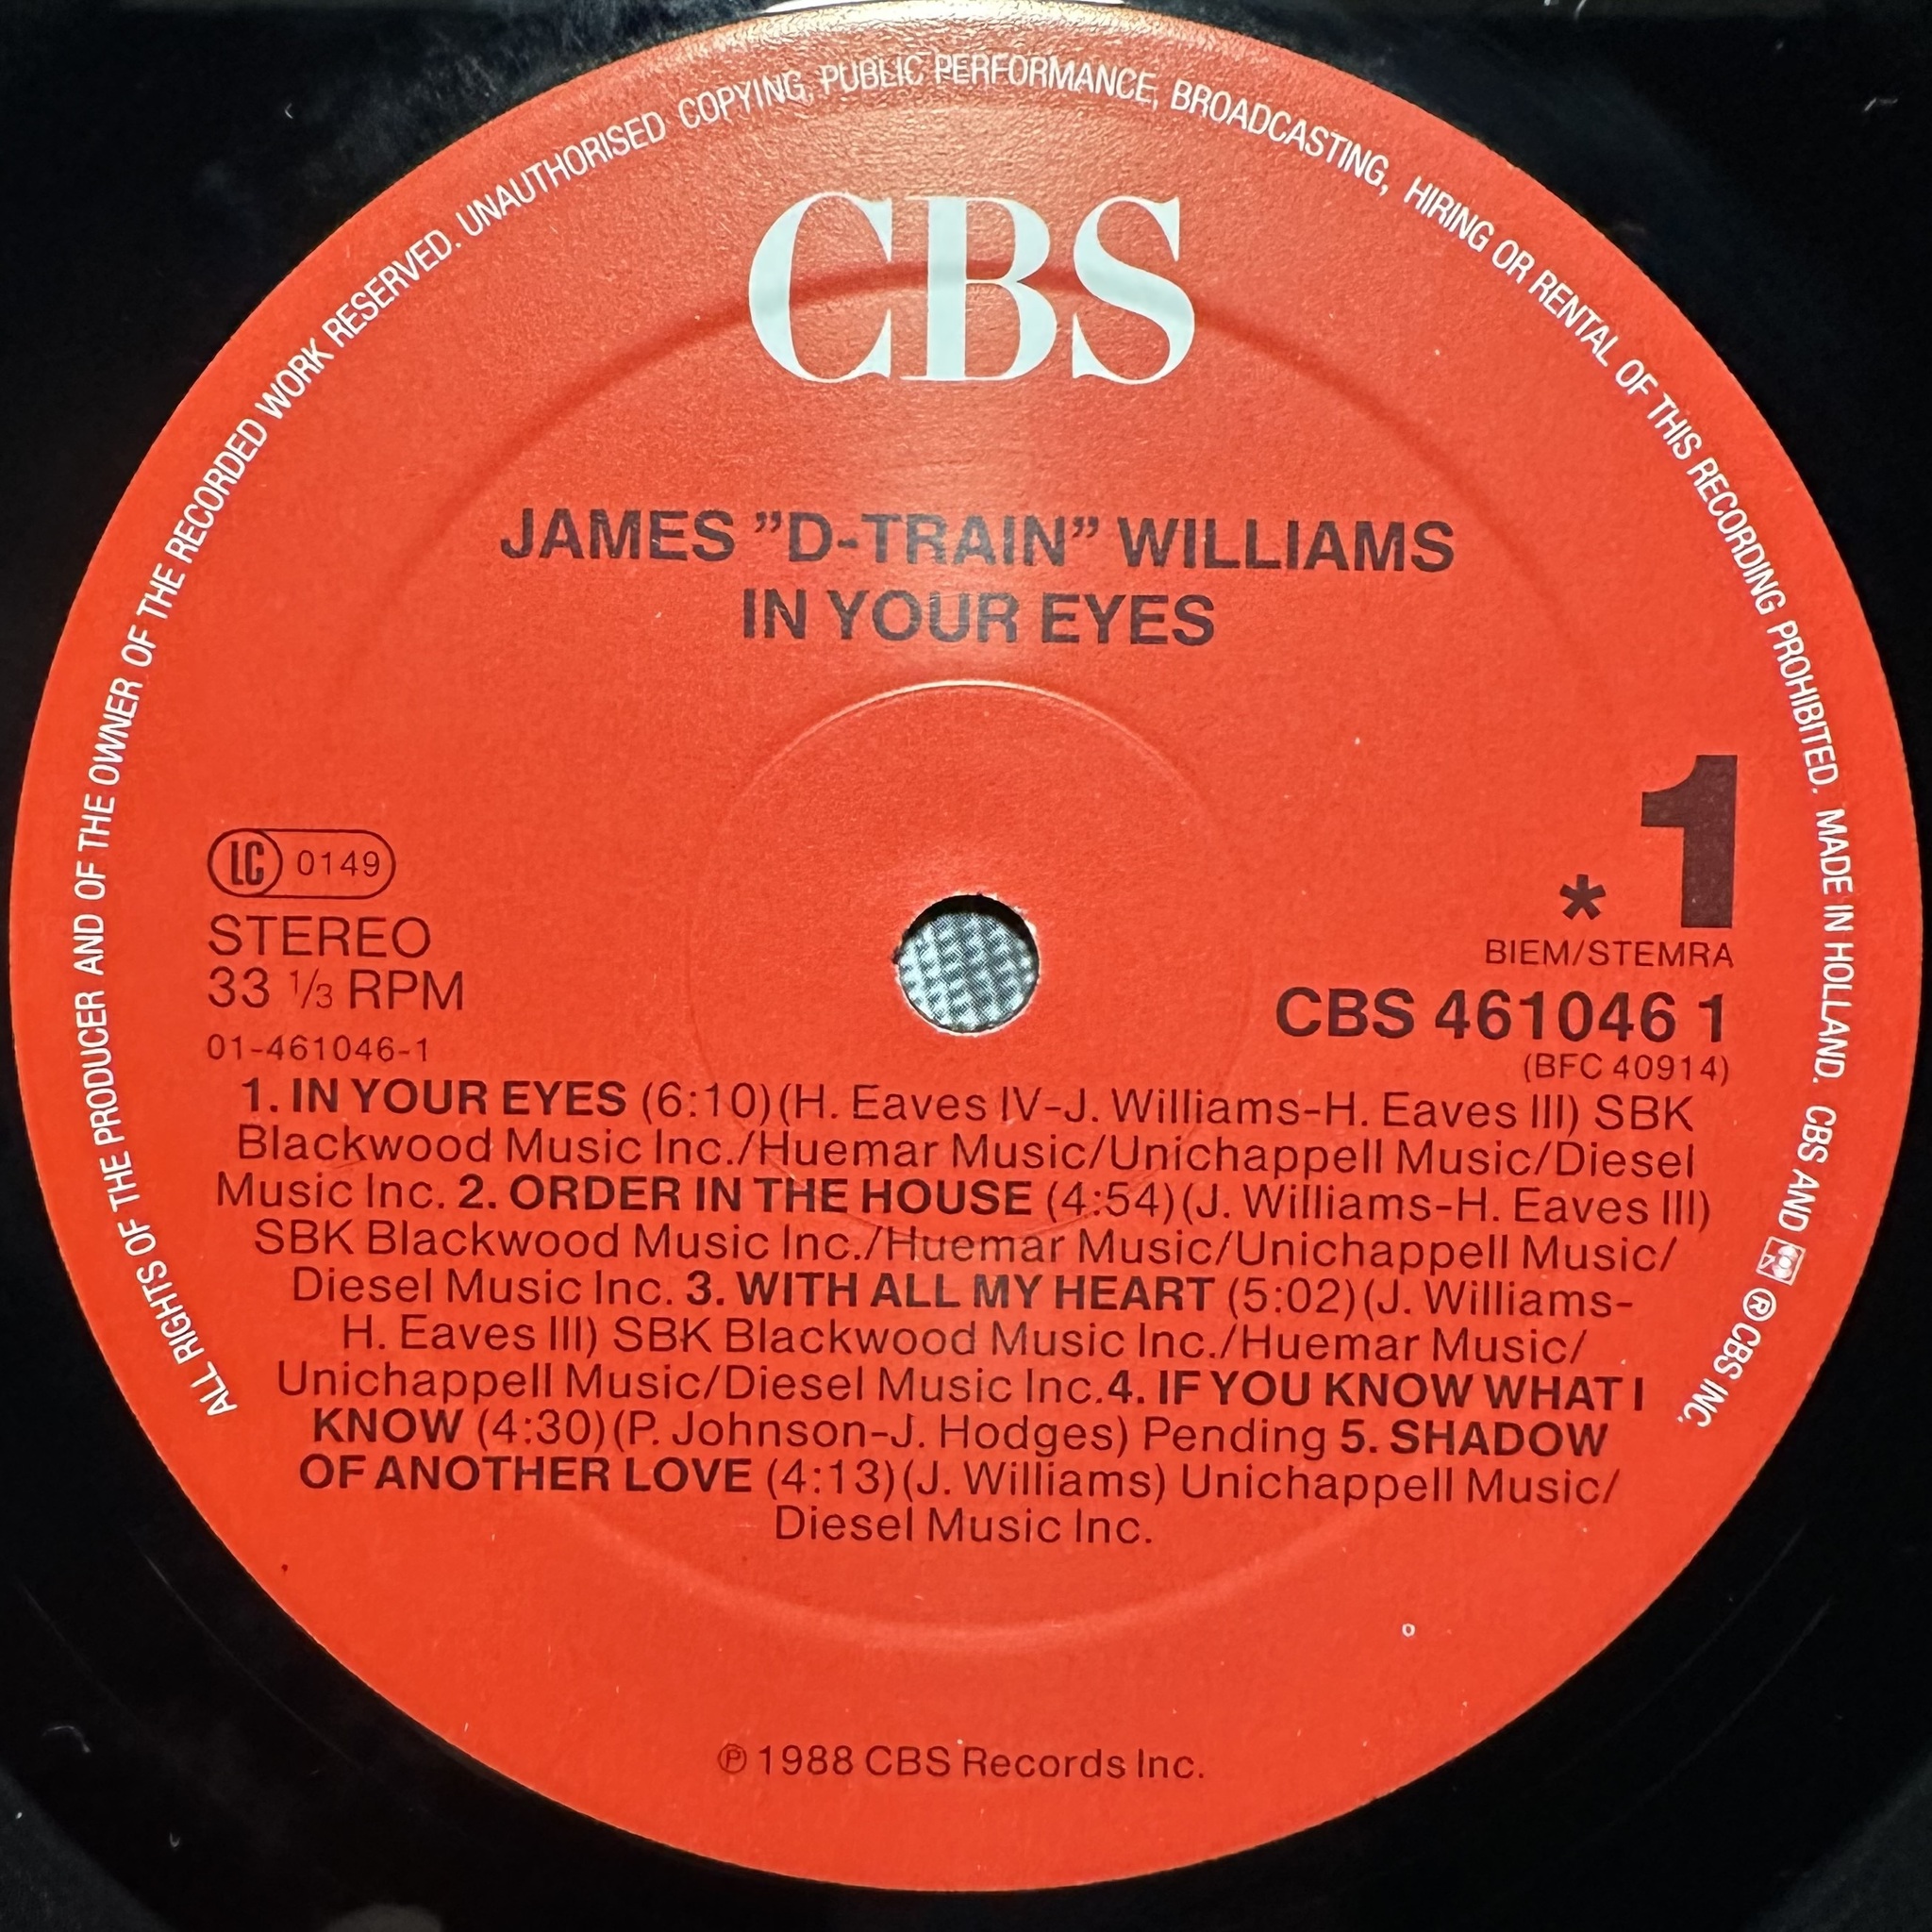 ALL RIGHTS OF THE PRODUCER AND OF THE OWNER OF THE RECORDED WORK RESERVED. UNAUTHORISED COPYING, PUBLIC PERFORMANCE, BROADCASTING, HIRING OR RENTAL OF THIS RECORDING PROHIBITED. MADE IN HOLLAND. CBS AND ® CBS INC.
CBS
JAMES ”D-TRAIN” WILLIAMS
IN YOUR EYES
1
*
LC 0149
STEREO
33 1/3 RPM
01-461046-1
BIEM/STEMRA
CBS 461046 1
(BFC 40914)
1. IN YOUR EYES (6:10)(H. Eaves IV-J. Williams-H. Eaves III) SBK
Blackwood Music Inc./Huemar Music/Unichappell Music/Diesel
Music Inc. 2. ORDER IN THE HOUSE (4:54)(J. Williams-H. Eaves III)
SBK Blackwood Music Inc./Huemar Music/Unichappell Music/
Diesel Music Inc. 3. WITH ALL MY HEART (5:02)(J. Williams-
H. Eaves III) SBK Blackwood Music Inc./Huemar Music/
Unichappell Music/Diesel Music Inc.4. IF YOU KNOW WHAT I
KNOW (4:30)(P. Johnson-J. Hodges) Pending 5. SHADOW
OF ANOTHER LOVE (4:13)(J. Williams) Unichappell Music/
Diesel Music Inc.
℗ 1988 CBS Records Inc.